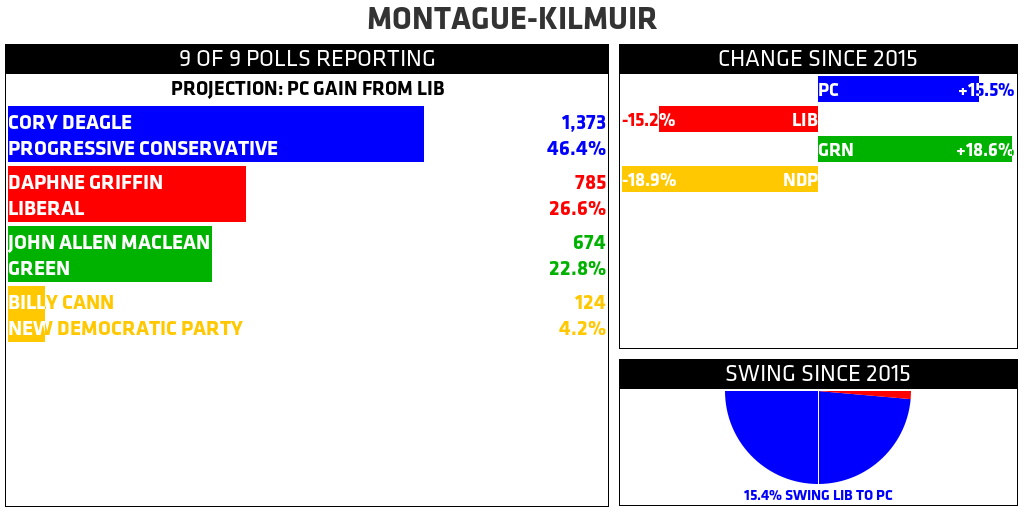 MONTAGUE-KILMUIR
9 OF 9 POLLS REPORTING
PROJECTION: PC GAIN FROM LIB
CORY DEAGLE 1,373
PROGRESSIVE CONSERVATIVE 46.4%
DAPHNE GRIFFIN 785
LIBERAL 26.6%
JOHN ALLEN MACLEAN 674
GREEN 22.8%
BILLY CANN 124
NEW DEMOCRATIC PARTY 4.2%
CHANGE SINCE 2015
PC +15.5%
-15.2% LIB
GRN +18.6%
-18.9% NDP
SWING SINCE 2015
15.4% SWING LIB TO PC